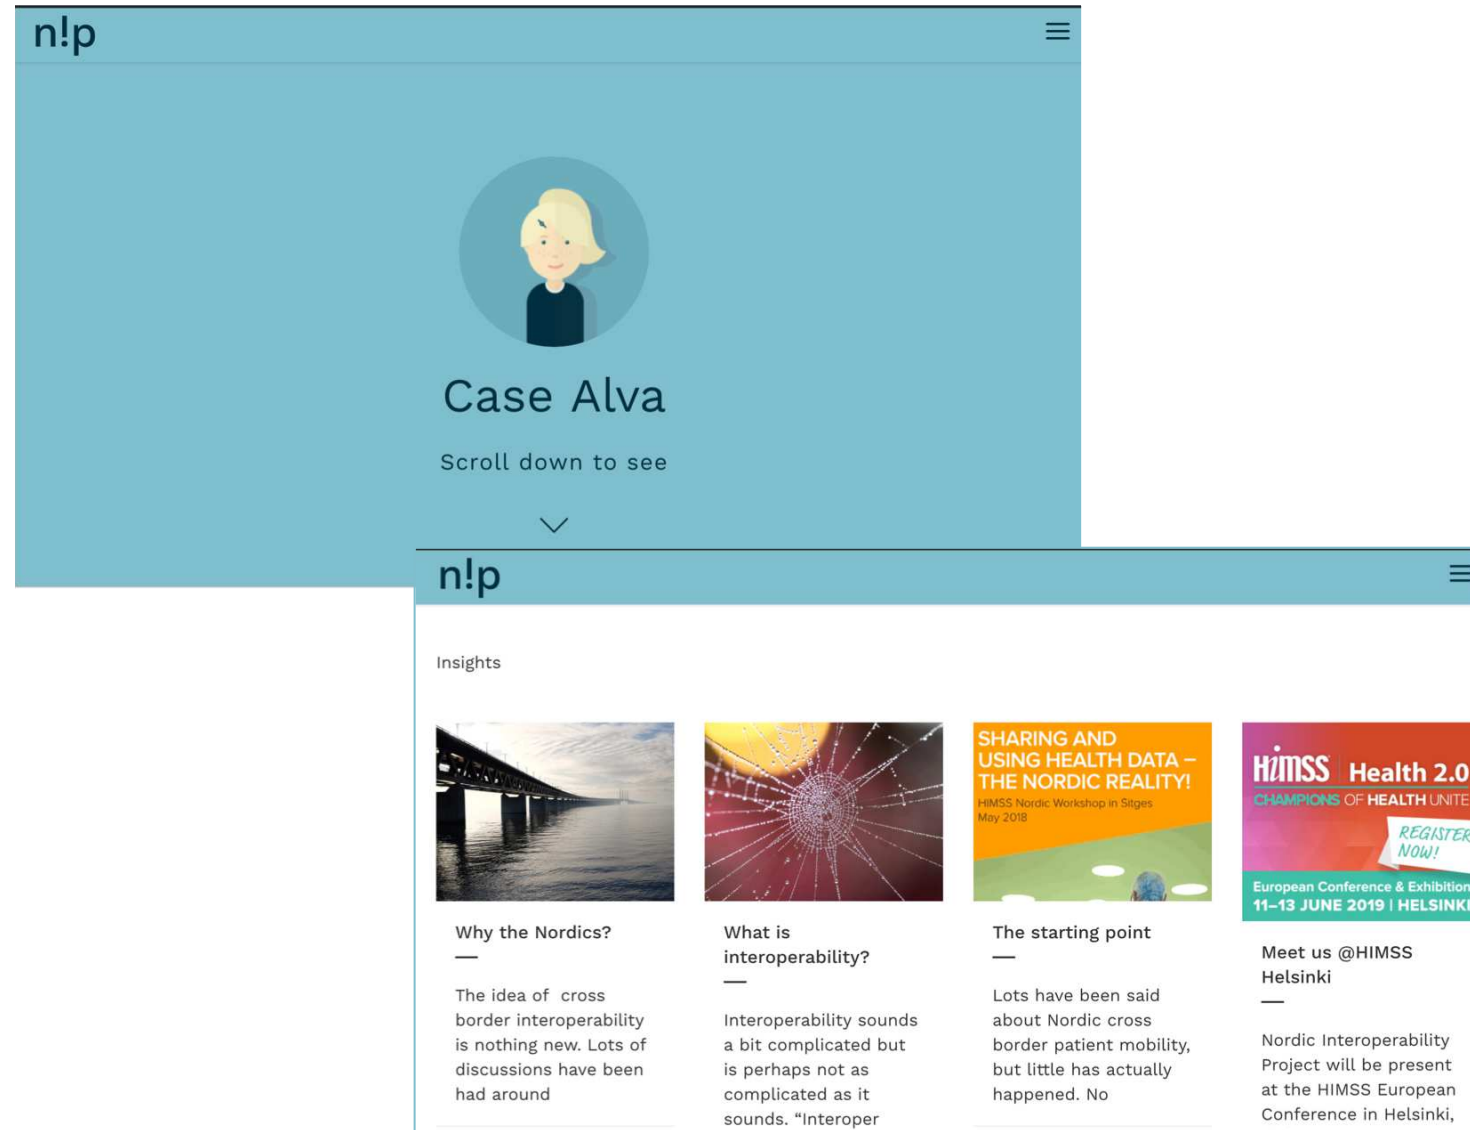 n!p
Case Alva
Scroll down to see
n!p
Insights
SHARING AND
USING HEALTH DATA –
THE NORDIC REALITY!
HIMSS Nordic Workshop in Sitges
May 2018
HIMSS Health 2.0
CHAMPIONS OF HEALTH UNITE
REGISTER
NOW!
European Conference & Exhibition
11–13 JUNE 2019 | HELSINKI
Why the Nordics?
The idea of cross
border interoperability
is nothing new. Lots of
discussions have been
had around
What is
interoperability?
Interoperability sounds
a bit complicated but
is perhaps not as
complicated as it
sounds. “Interoper
The starting point
Lots have been said
about Nordic cross
border patient mobility,
but little has actually
happened. No
Meet us @HIMSS
Helsinki
Nordic Interoperability
Project will be present
at the HIMSS European
Conference in Helsinki,